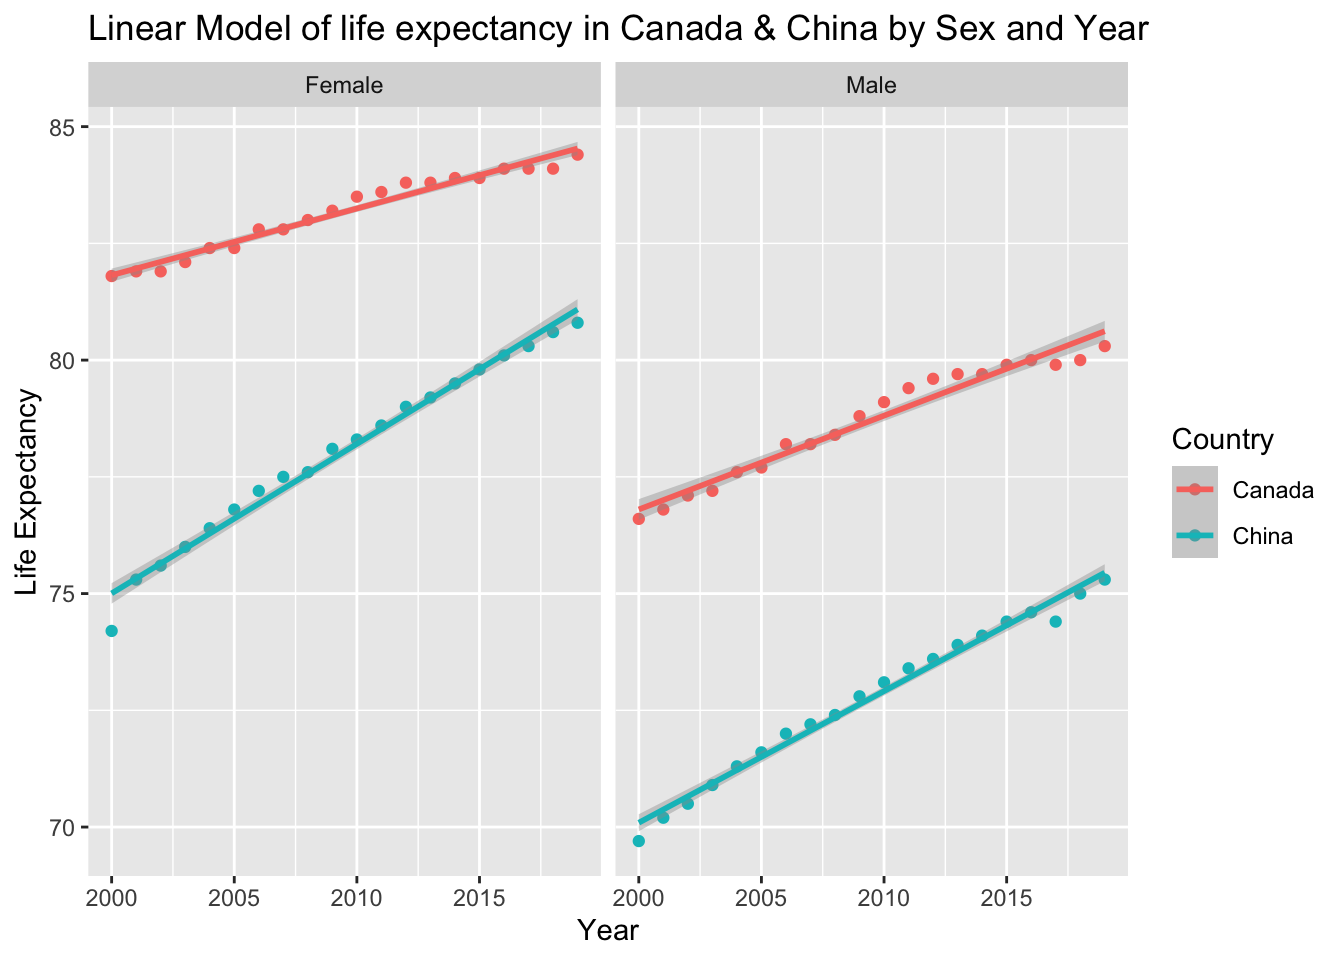 Linear Model of life expectancy in Canada & China by Sex and Year
Female
Male
85
80
75
70
Life Expectancy
2000 2005 2010 2015
2000 2005 2010 2015
Year
Country
Canada
China